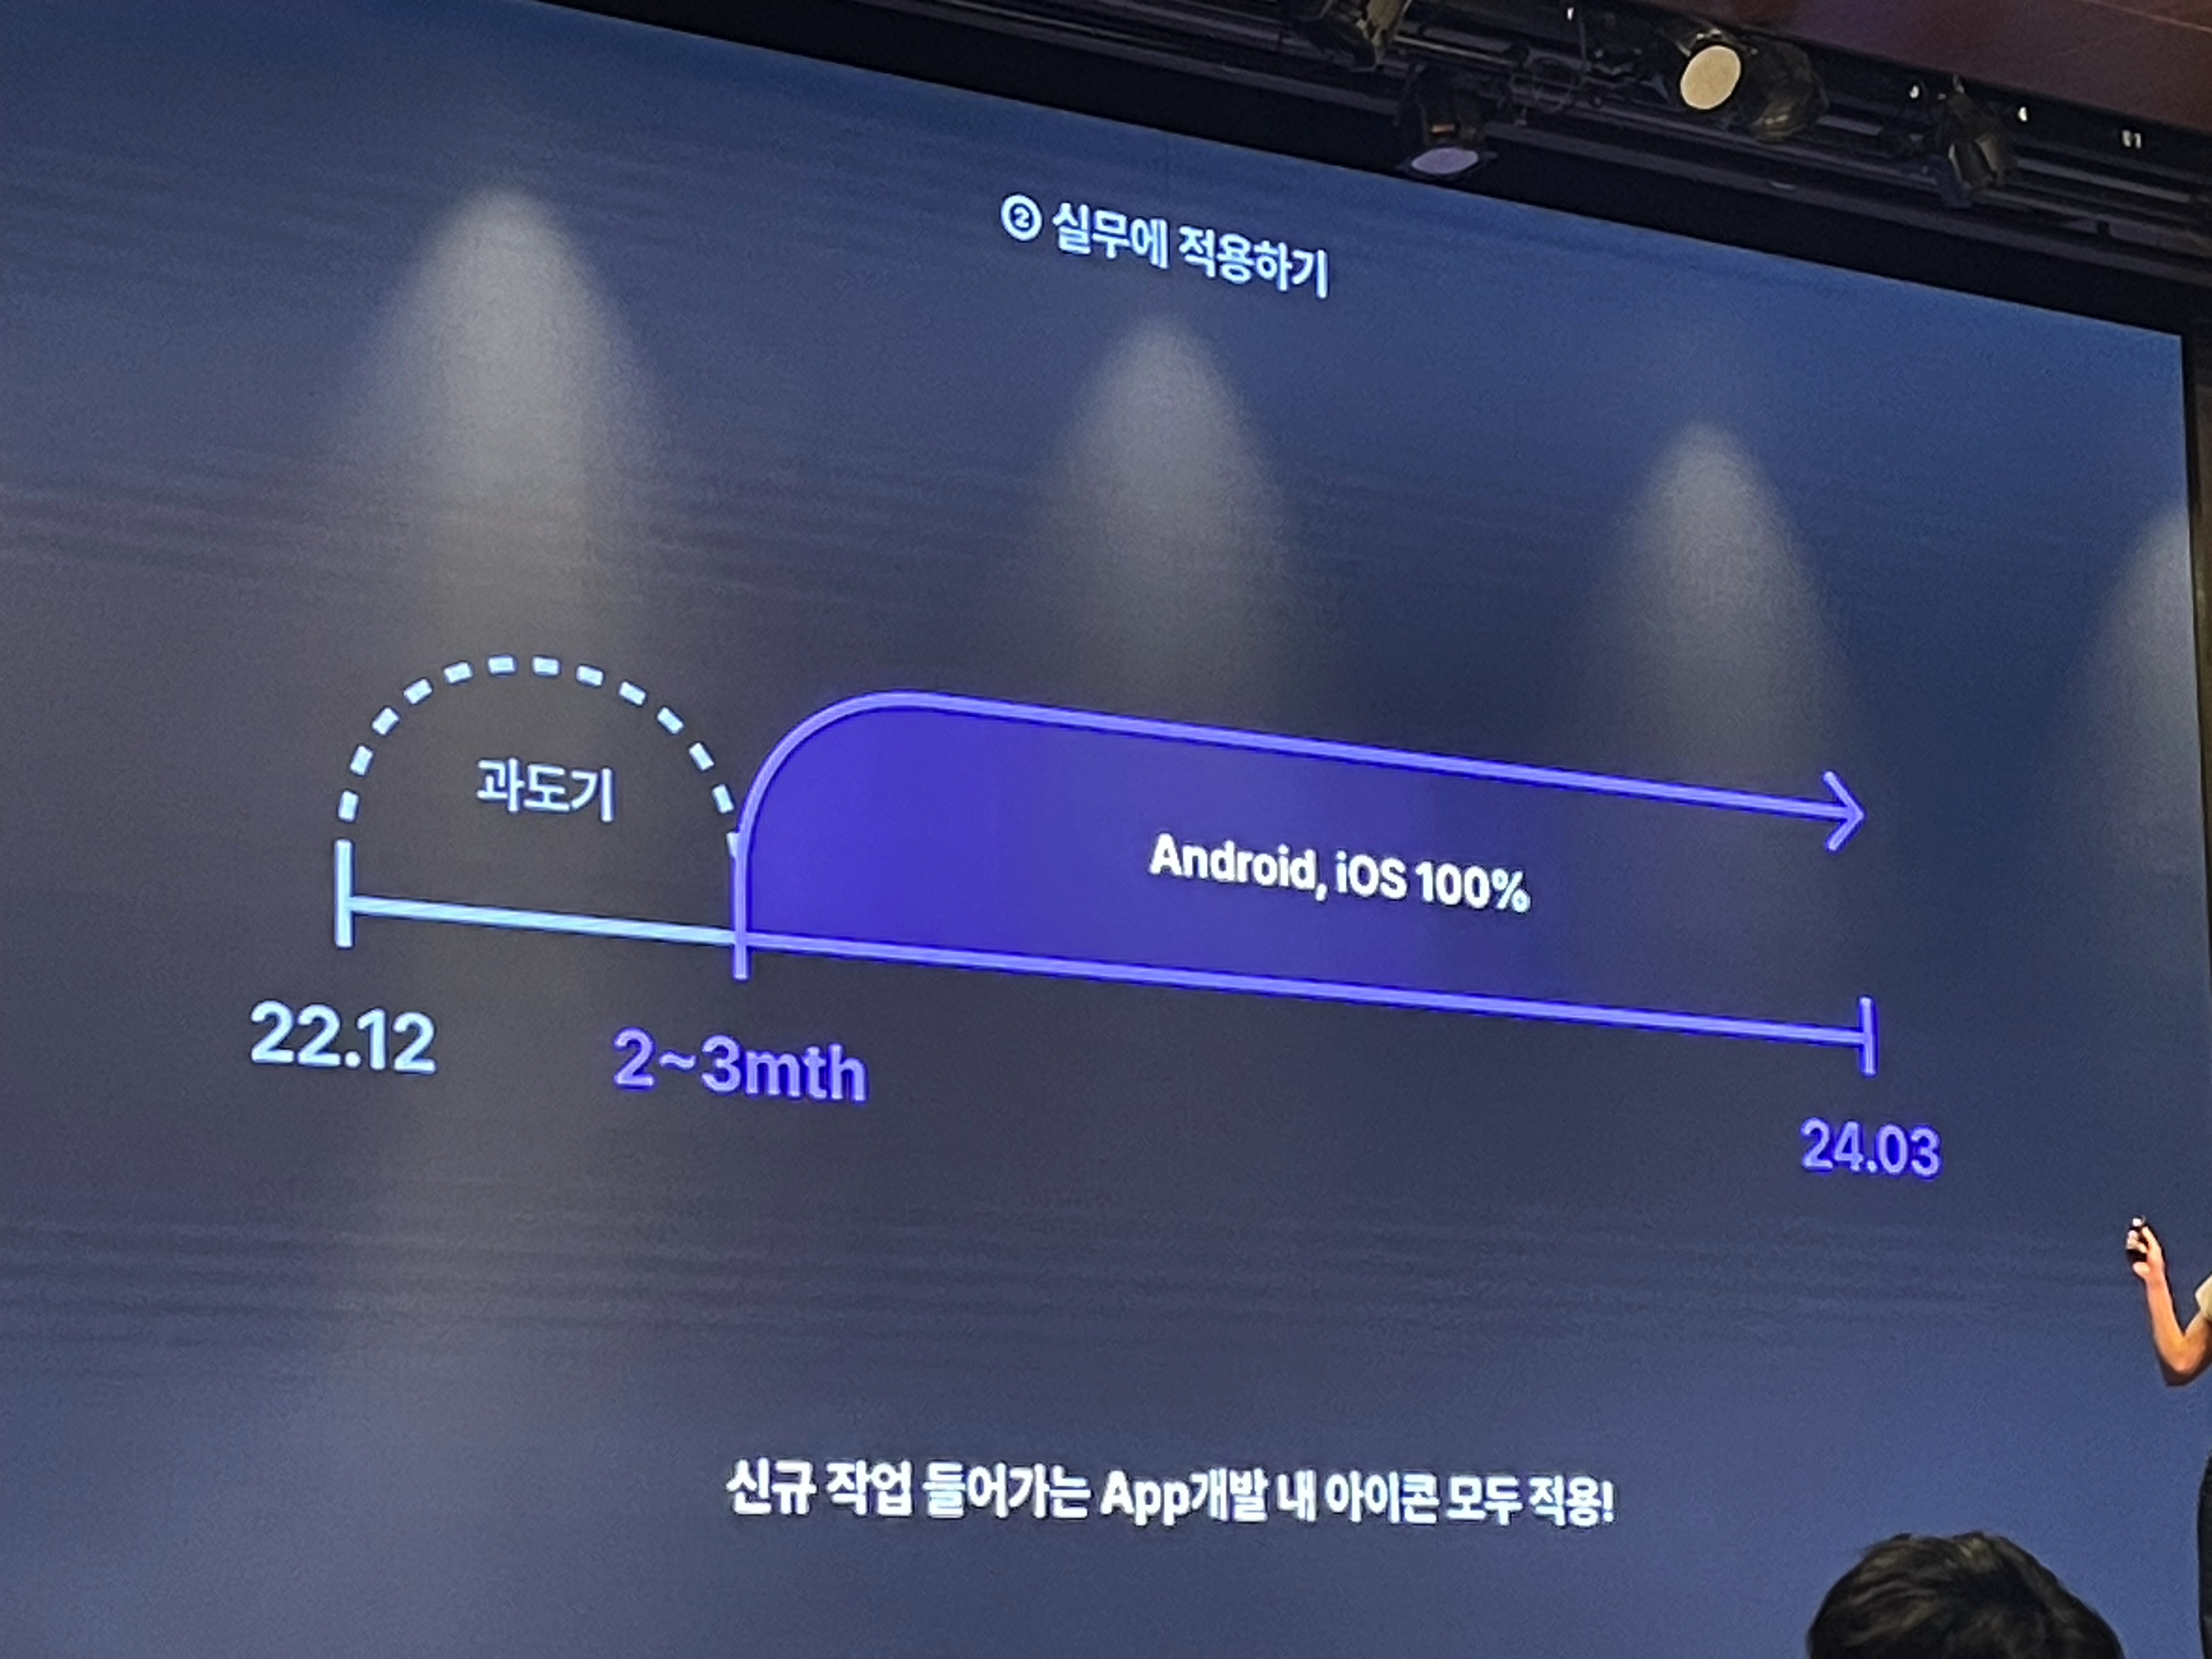 ② 실무에 적용하기
과도기
Android, iOS 100%
22.12
2~3mth
24.03
신규 작업 들어가는 App개발 내 아이콘 모두 적용!